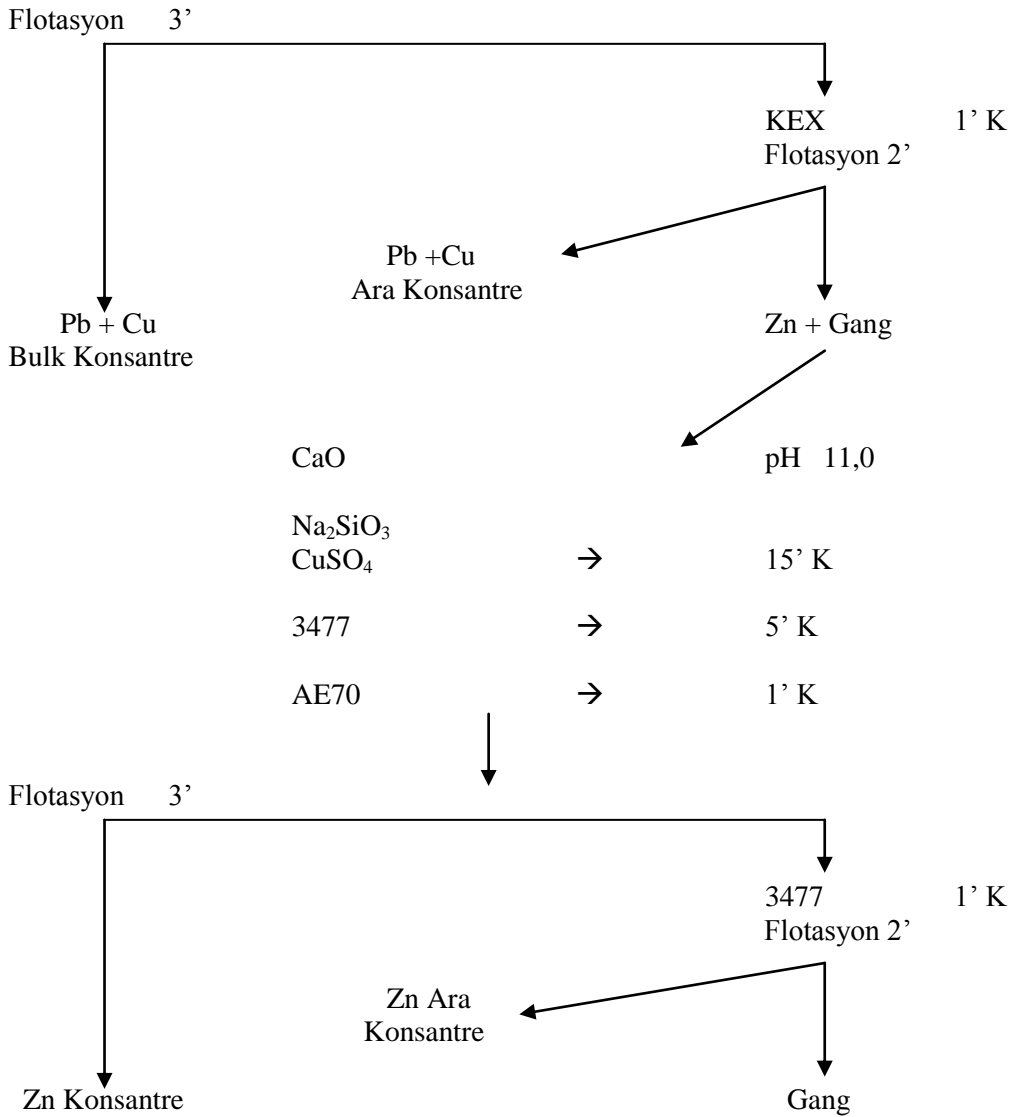 Flotasyon 3’
KEX 1’ K
Flotasyon 2’
Pb +Cu
Ara Konsantre
Pb + Cu
Bulk Konsantre
Zn + Gang
CaO pH 11,0
Na₂SiO₃
CuSO₄ → 15’ K
3477 → 5’ K
AE70 → 1’ K
Flotasyon 3’
3477 1’ K
Flotasyon 2’
Zn Ara
Konsantre
Zn Konsantre Gang